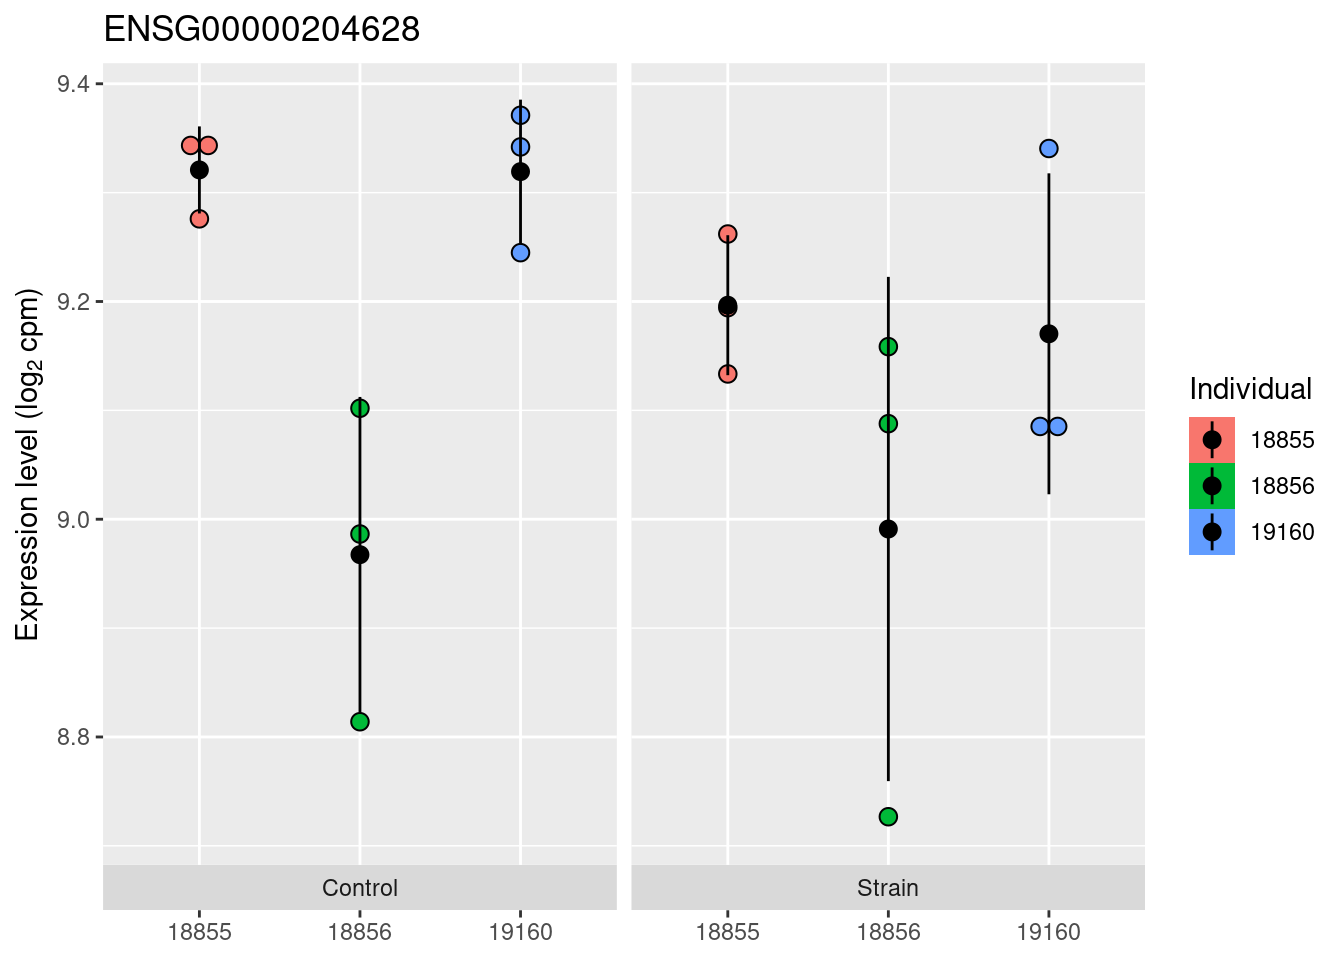 ENSG00000204628
Expression level (log2 cpm)
9.4
9.2
9.0
8.8
Control
Strain
18855
18856
19160
18855
18856
19160
Individual
18855
18856
19160